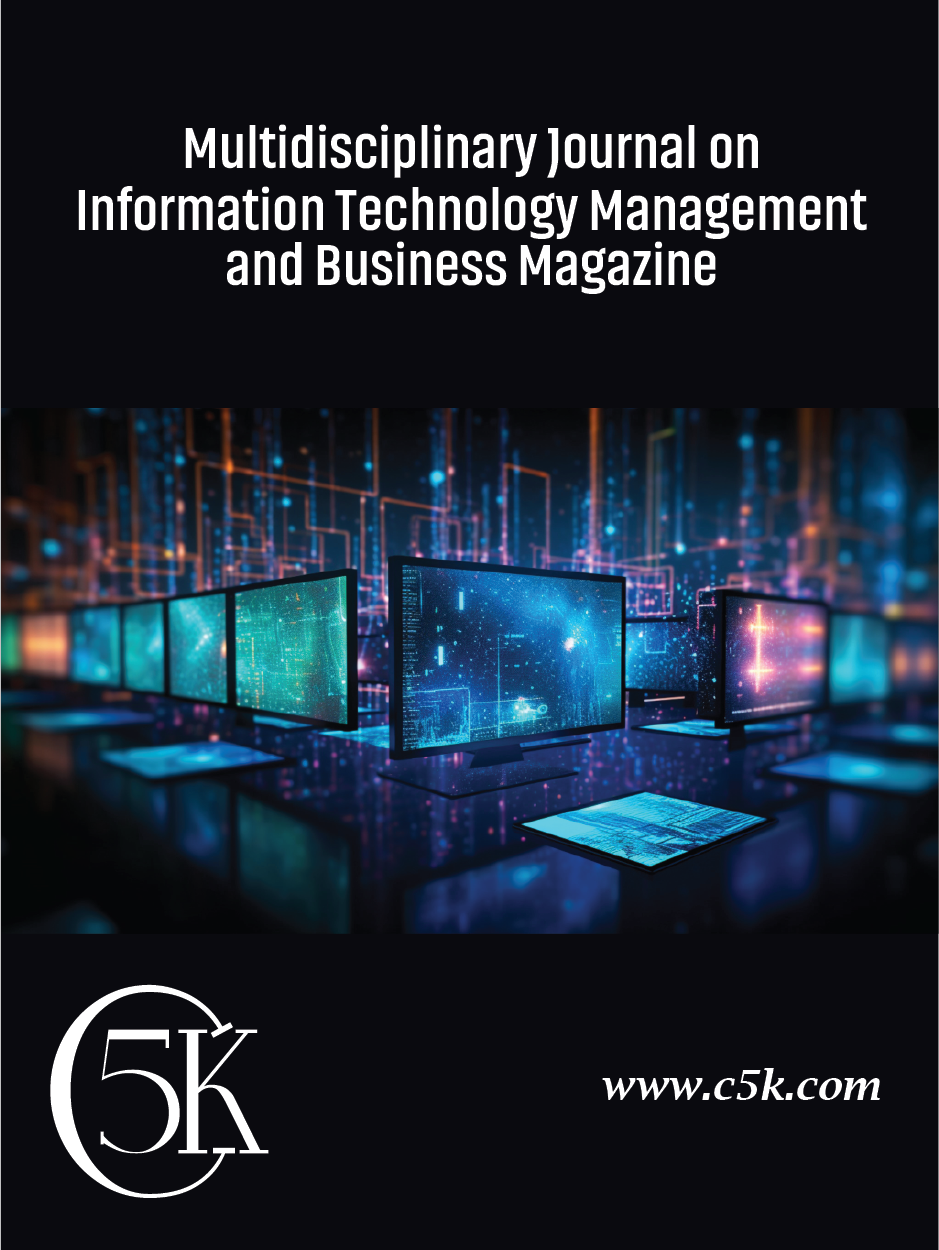 Multidisciplinary Journal on
Information Technology Management
and Business Magazine
C5K
www.c5k.com